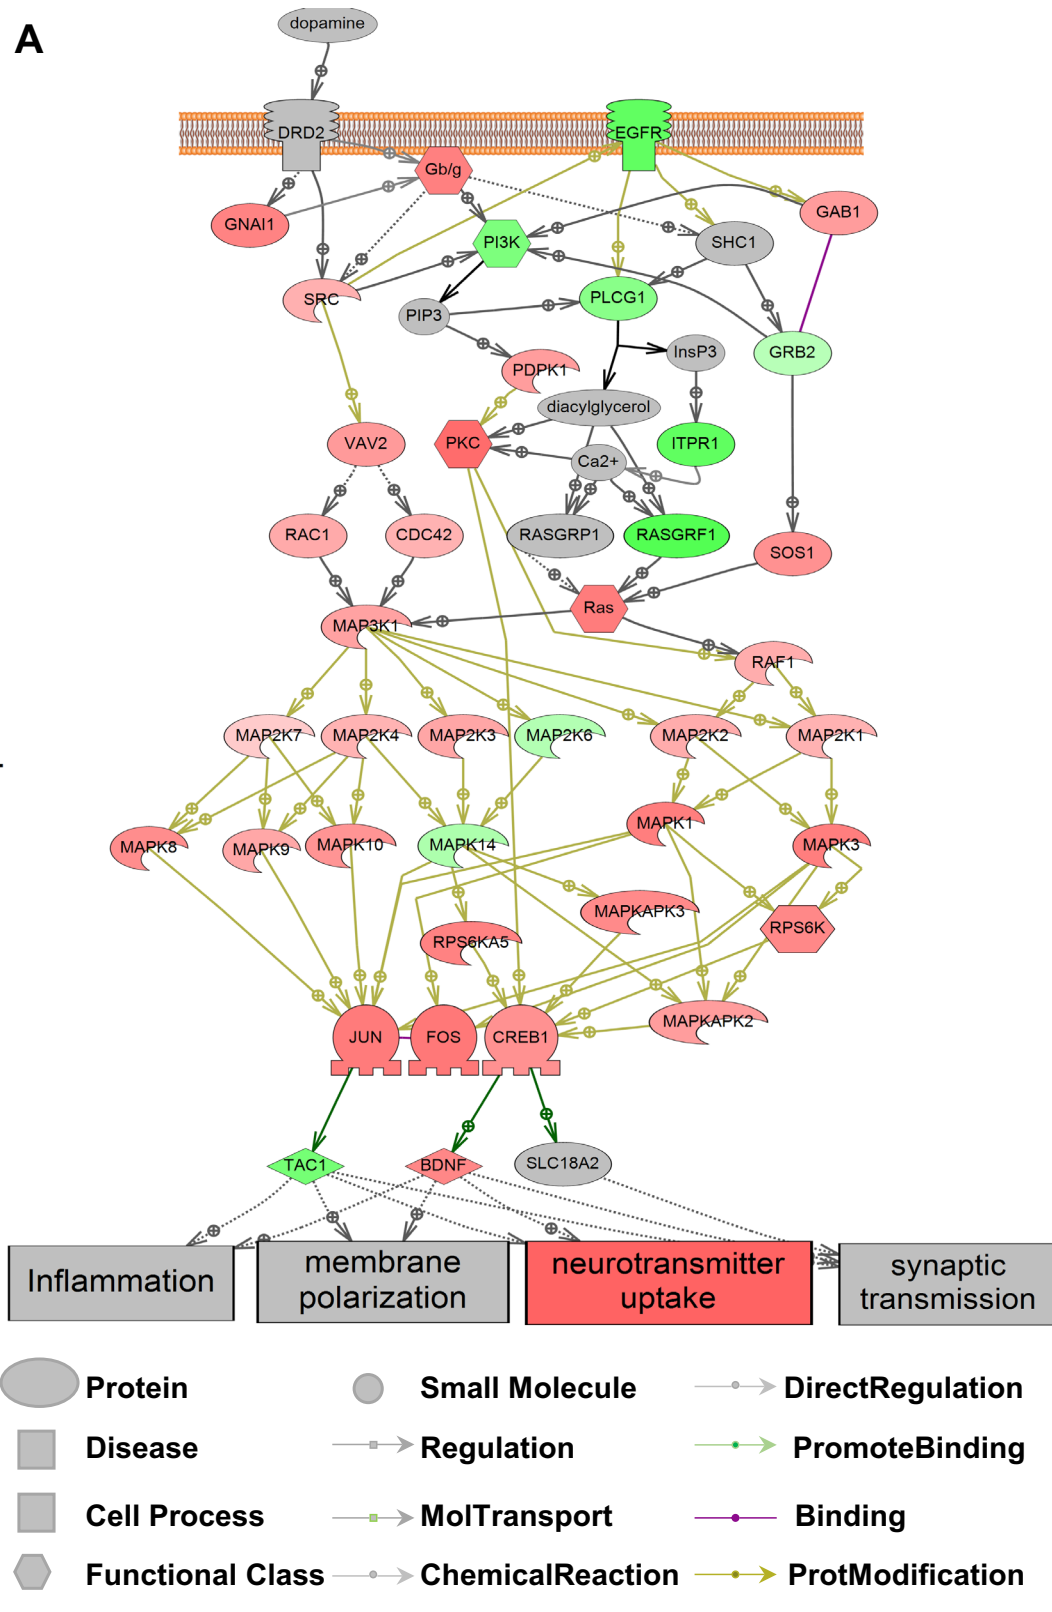 A
dopamine
DRD2
EGFR
Gb/g
GNAI1
GAB1
PI3K
SHC1
SRC
PIP3
PLCG1
InsP3
GRB2
PDPK1
diacylglycerol
VAV2
PKC
Ca2+
ITPR1
RAC1
CDC42
RASGRP1
RASGRF1
SOS1
Ras
MAP3K1
RAF1
MAP2K7
MAP2K4
MAP2K3
MAP2K6
MAP2K2
MAP2K1
MAPK8
MAPK9
MAPK10
MAPK14
MAPK1
MAPK3
MAPKAPK3
RPS6K
RPS6KA5
MAPKAPK2
JUN
FOS
CREB1
TAC1
BDNF
SLC18A2
Inflammation
membrane
polarization
neurotransmitter
uptake
synaptic
transmission
Protein
Small Molecule
DirectRegulation
Disease
Regulation
PromoteBinding
Cell Process
MolTransport
Binding
Functional Class
ChemicalReaction
ProtModification